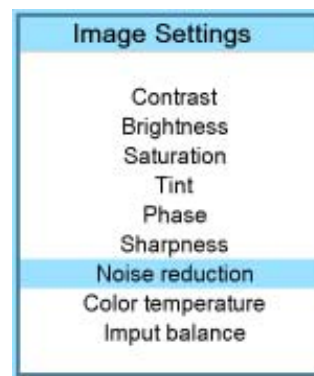 Image Settings
Contrast
Brightness
Saturation
Tint
Phase
Sharpness
Noise reduction
Color temperature
Imput balance